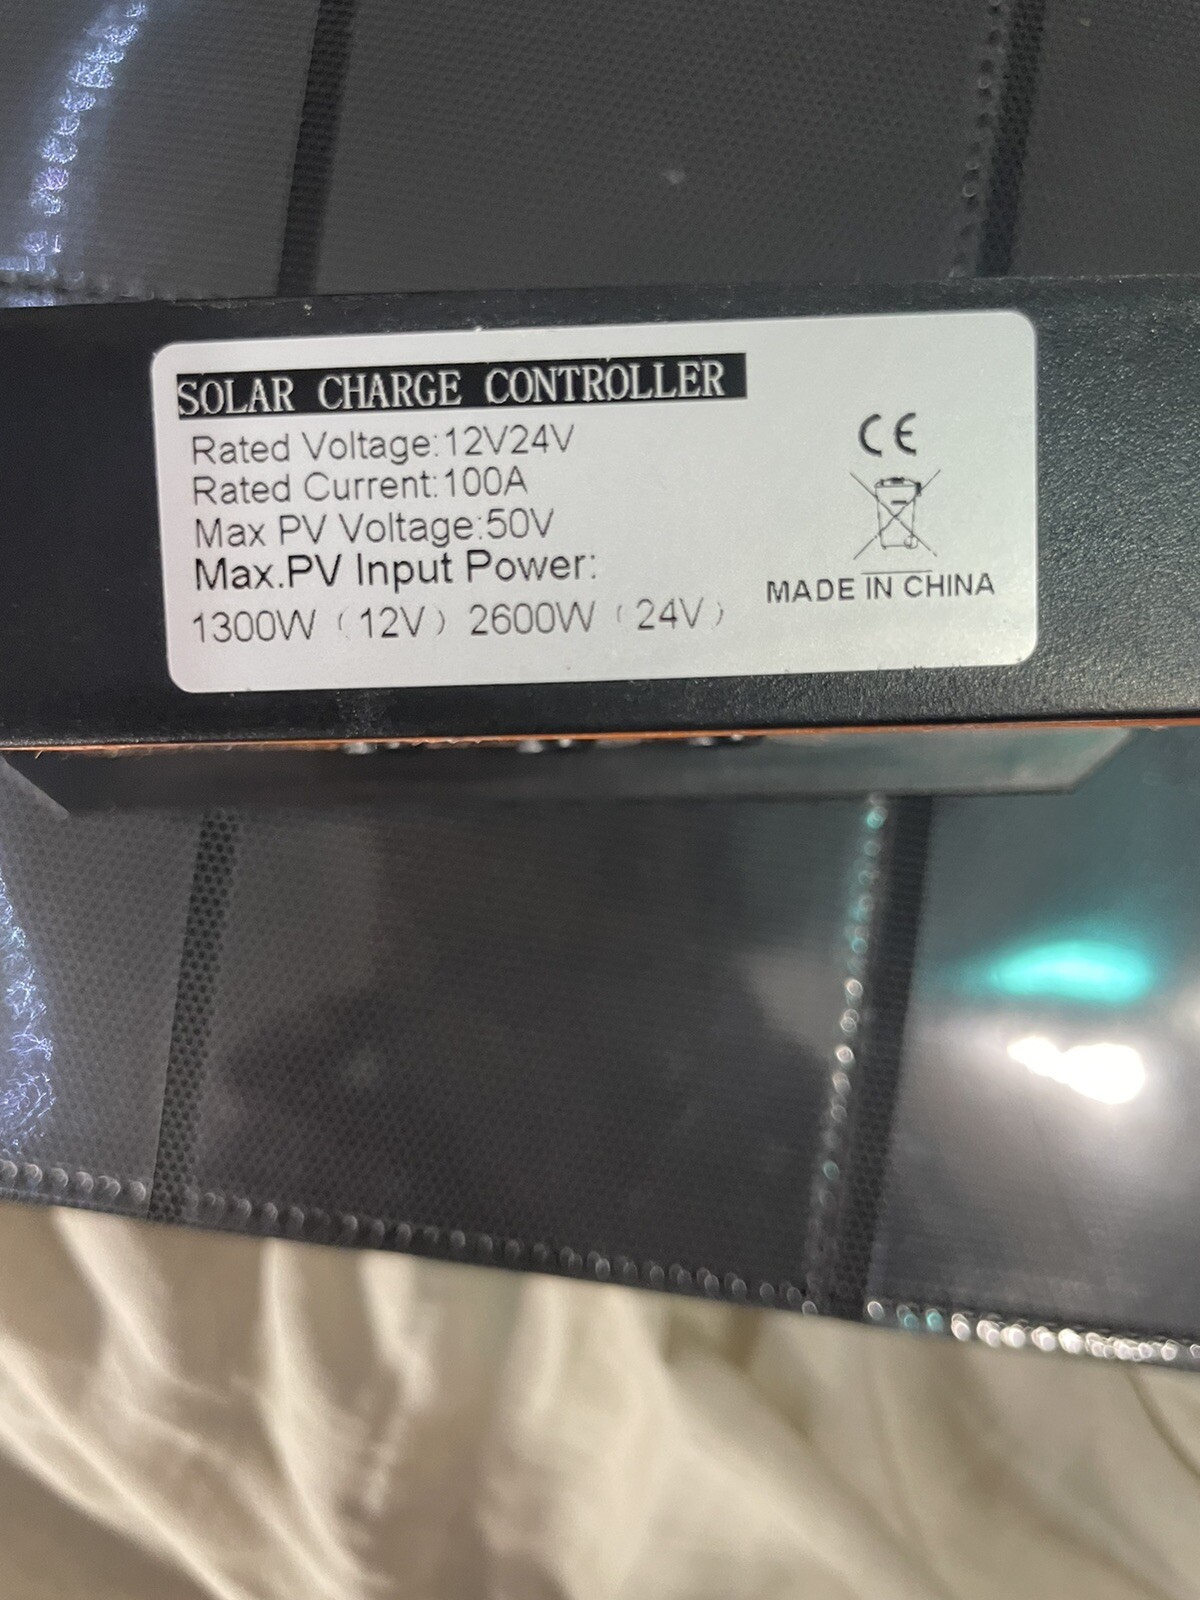 SOLAR CHARGE CONTROLLER
Rated Voltage:12V24V
Rated Current:100A
Max PV Voltage:50V
Max.PV Input Power:
1300W (12V) 2600W (24V)
CE
MADE IN CHINA